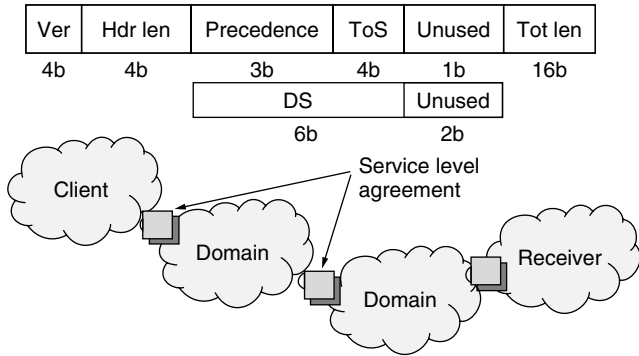 Ver Hdr len Precedence ToS Unused Tot len
4b 4b 3b 4b 1b 16b
DS Unused
6b 2b
Service level
agreement
Client
Domain
Domain
Receiver